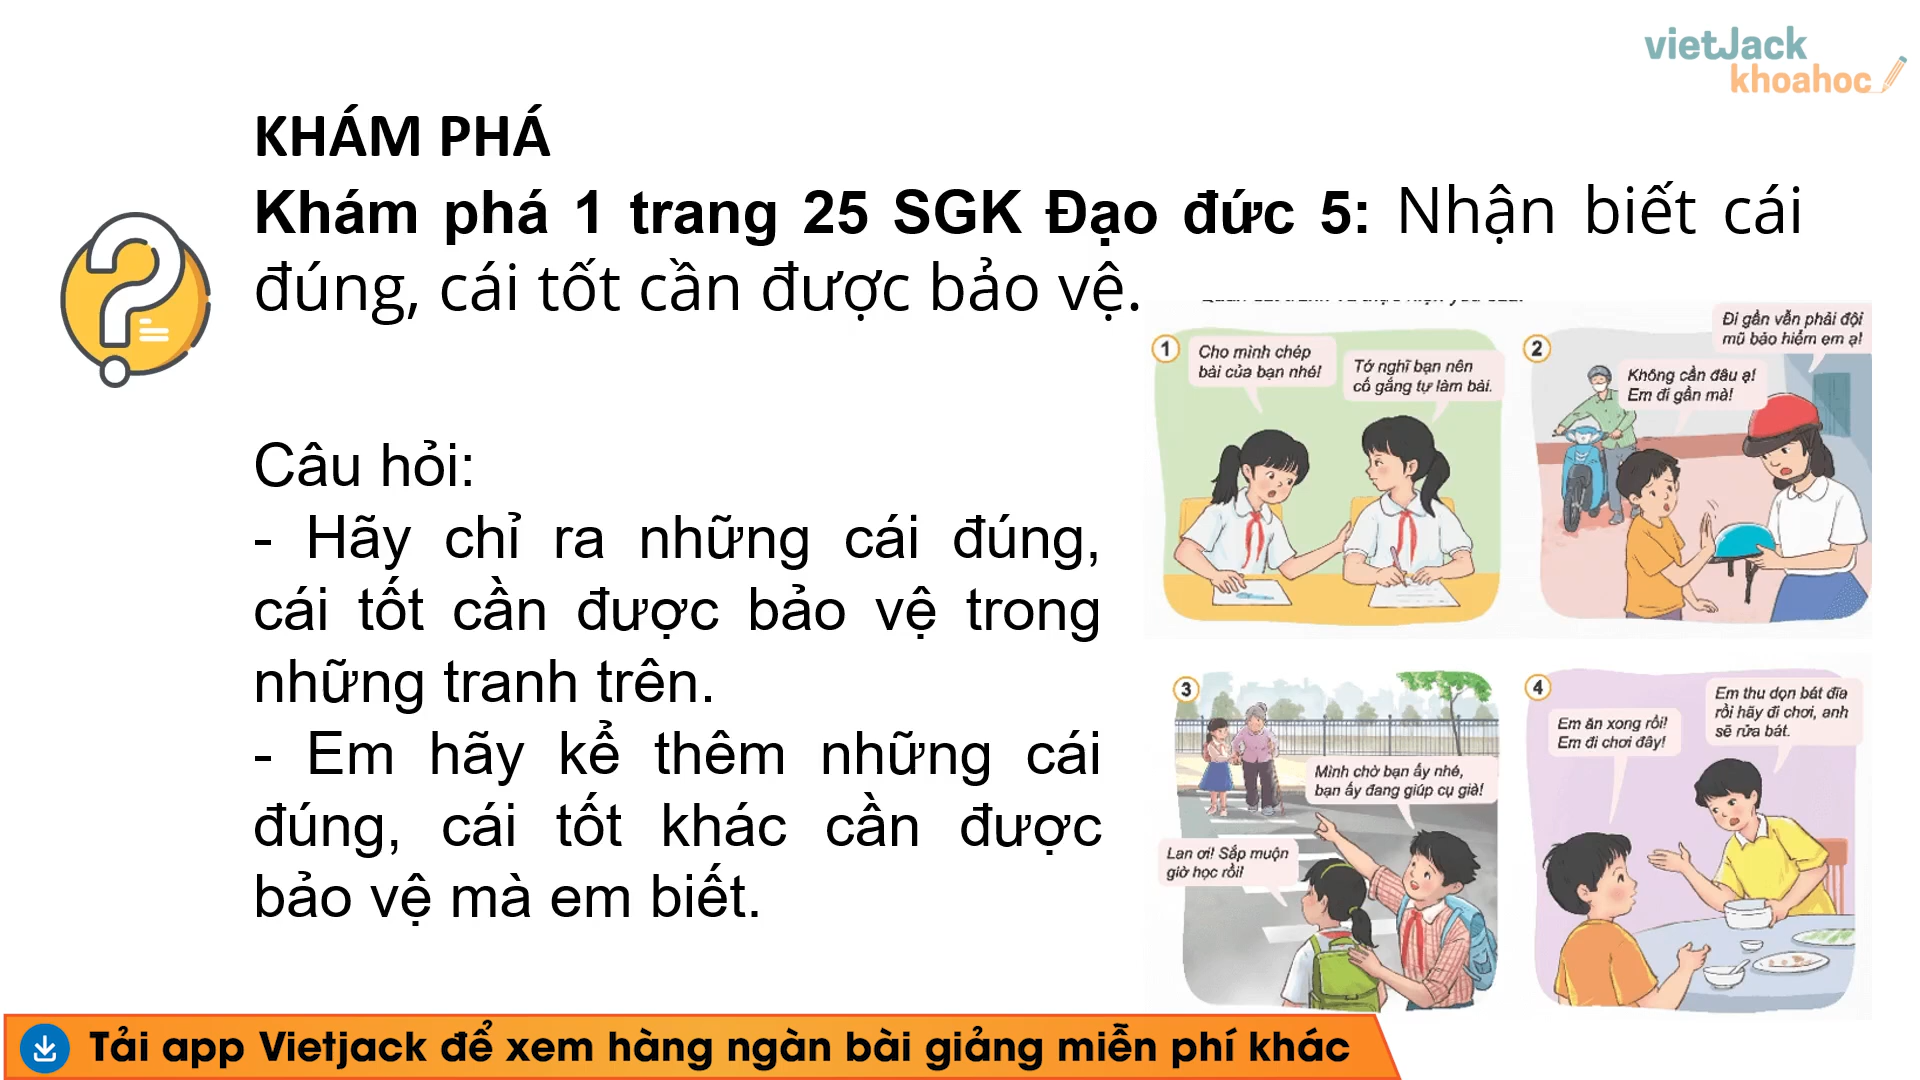 vietJack
khoahoc
KHÁM PHÁ
Khám phá 1 trang 25 SGK Đạo đức 5: Nhận biết cái
đúng, cái tốt cần được bảo vệ.
Câu hỏi:
- Hãy chỉ ra những cái đúng,
cái tốt cần được bảo vệ trong
những tranh trên.
- Em hãy kể thêm những cái
đúng, cái tốt khác cần được
bảo vệ mà em biết.
1
Cho mình chép
bài của bạn nhé!
Tớ nghĩ bạn nên
cố gắng tự làm bài.
2
Không cần đâu ạ!
Em đi gần mà!
Đi gần vẫn phải đội
mũ bảo hiểm em ạ!
3
Lan ơi! Sắp muộn
giờ học rồi!
Mình chờ bạn ấy nhé,
bạn ấy đang giúp cụ già!
4
Em ăn xong rồi!
Em đi chơi đây!
Em thu dọn bát đĩa
rồi hãy đi chơi, anh
sẽ rửa bát.
Tải app Vietjack để xem hàng ngàn bài giảng miễn phí khác